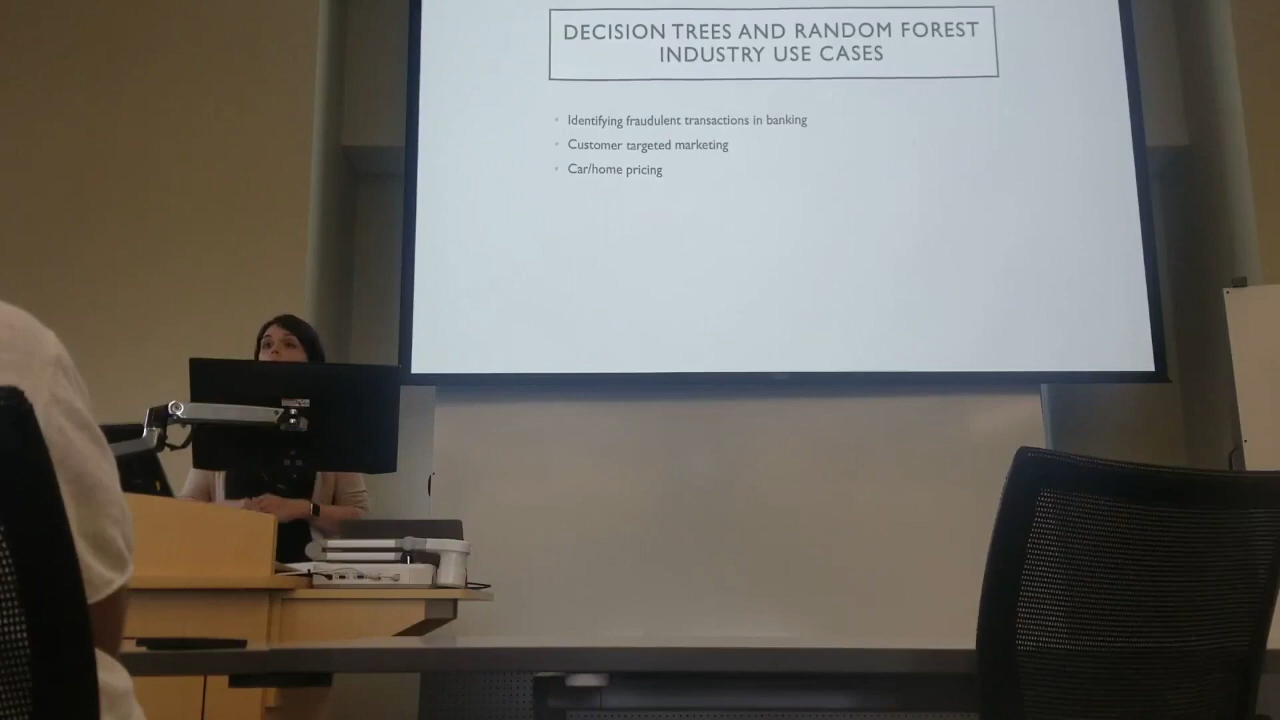 DECISION TREES AND RANDOM FOREST
INDUSTRY USE CASES
• Identifying fraudulent transactions in banking
• Customer targeted marketing
• Car/home pricing